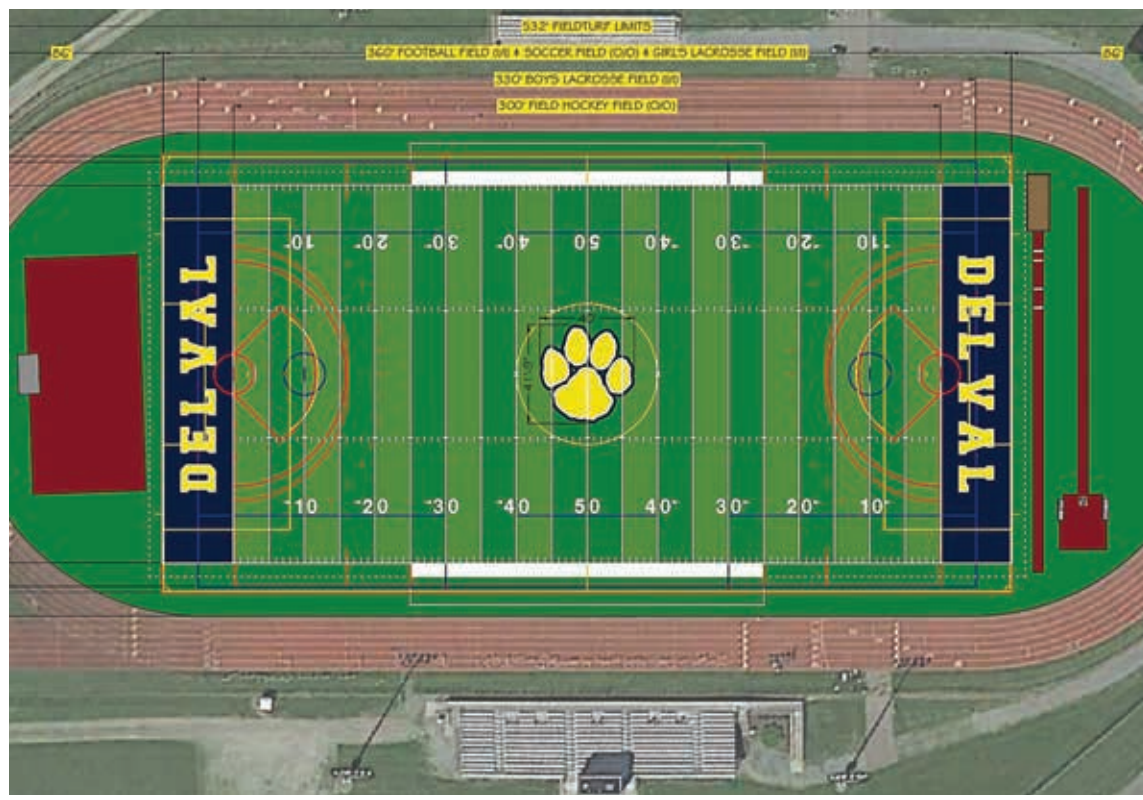 532' FIELDTURF LIMITS
86' 360' FOOTBALL FIELD (I/I) & SOCCER FIELD (O/O) & GIRL'S LACROSSE FIELD (I/I) 86'
330' BOY'S LACROSSE FIELD (I/I)
300' FIELD HOCKEY FIELD (O/O)
10 20 30 40 50 40 30 20 10
DELVAL
DELVAL
10 20 30 40 50 40 30 20 10